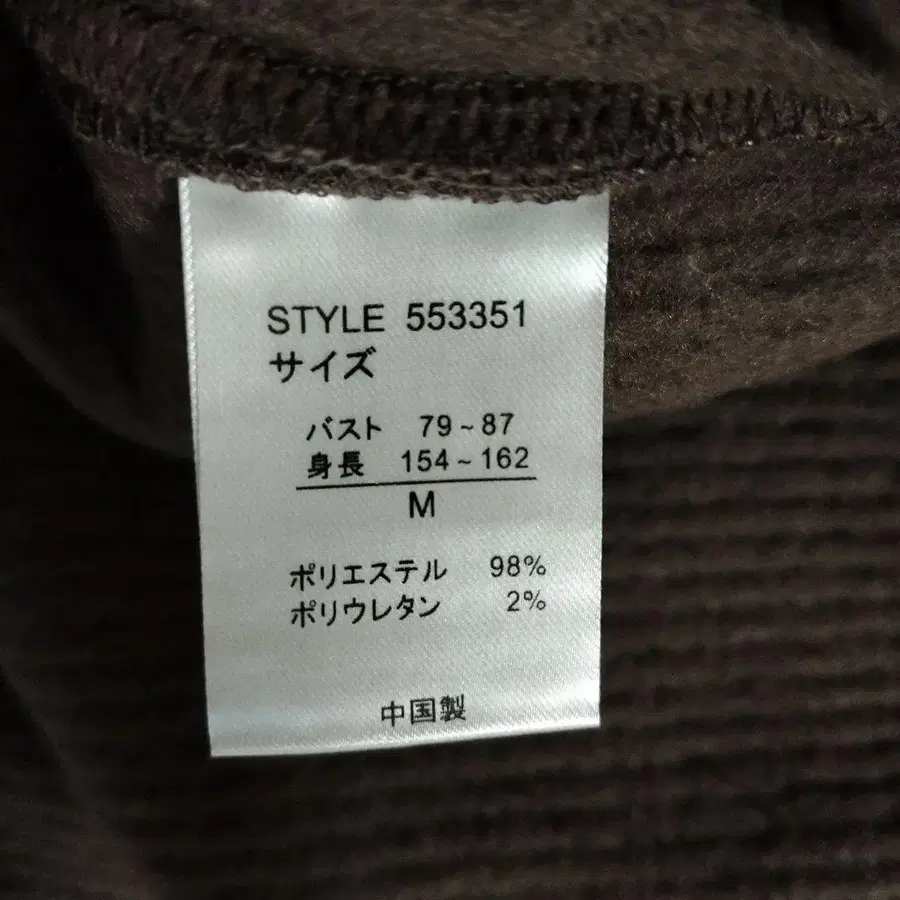 STYLE 553351
サイズ
バスト 79~87
身長 154~162
M
ポリエステル 98%
ポリウレタン 2%
中国製